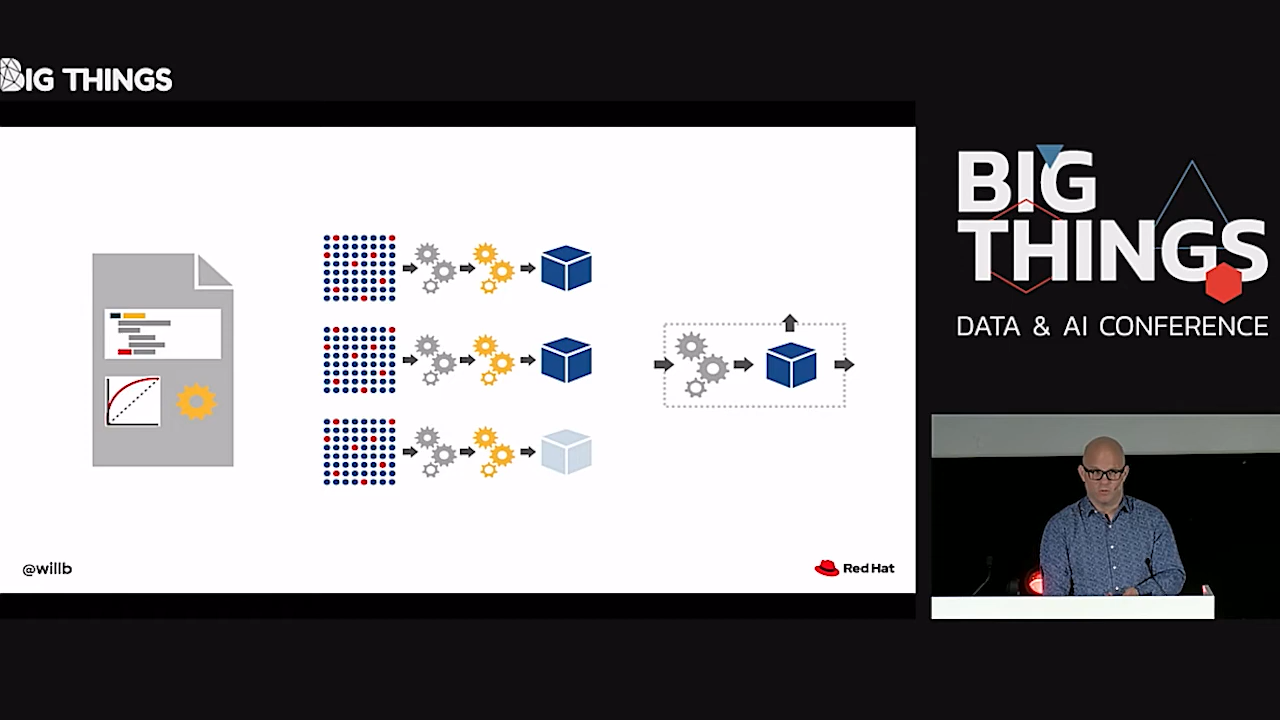 BIG THINGS
BIG
THINGS
DATA & AI CONFERENCE
@willb
Red Hat